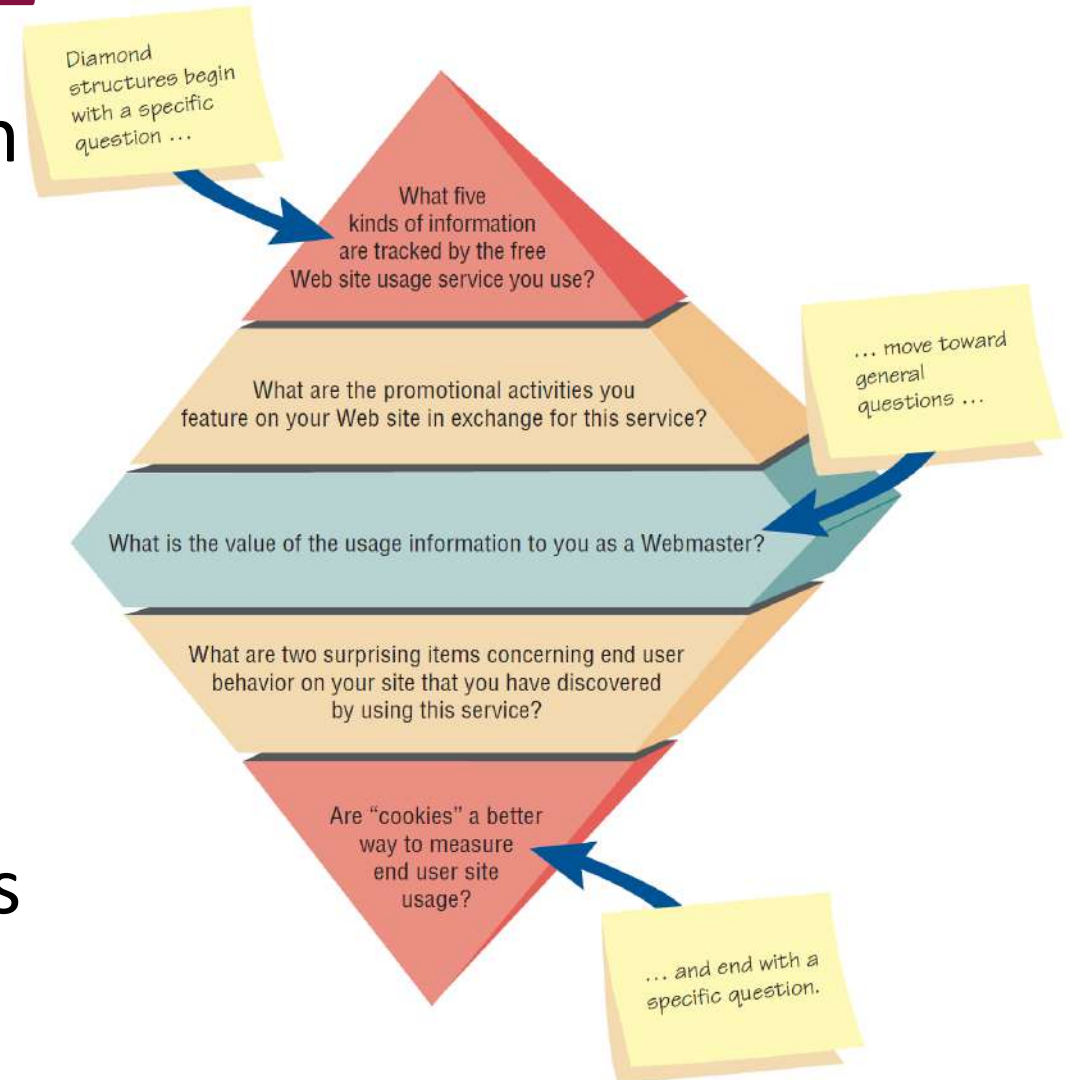 Diamond
structures begin
with a specific
question ...
n
What five
kinds of information
are tracked by the free
Web site usage service you use?
... move toward
general
questions ...
What are the promotional activities you
feature on your Web site in exchange for this service?
What is the value of the usage information to you as a Webmaster?
What are two surprising items concerning end user
behavior on your site that you have discovered
by using this service?
Are “cookies” a better
way to measure
end user site
usage?
s
... and end with a
specific question.